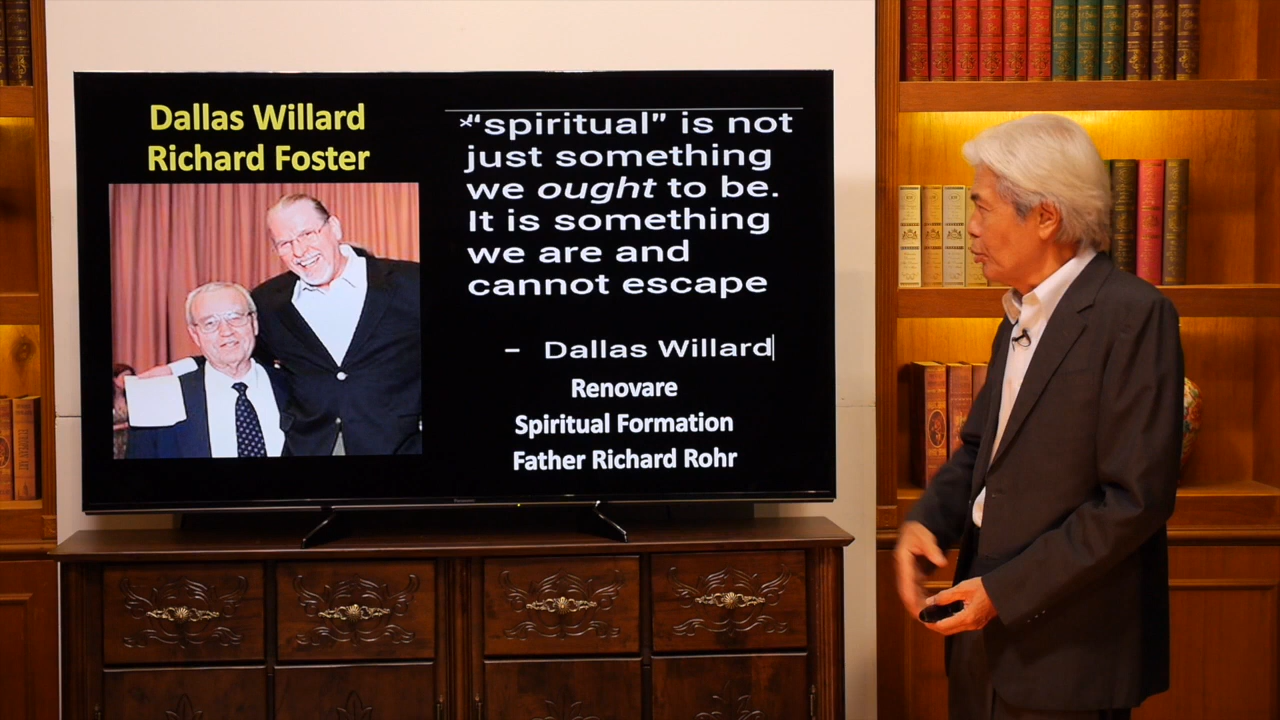 Dallas Willard
Richard Foster
“spiritual” is not
just something
we ought to be.
It is something
we are and
cannot escape
– Dallas Willard
Renovare
Spiritual Formation
Father Richard Rohr